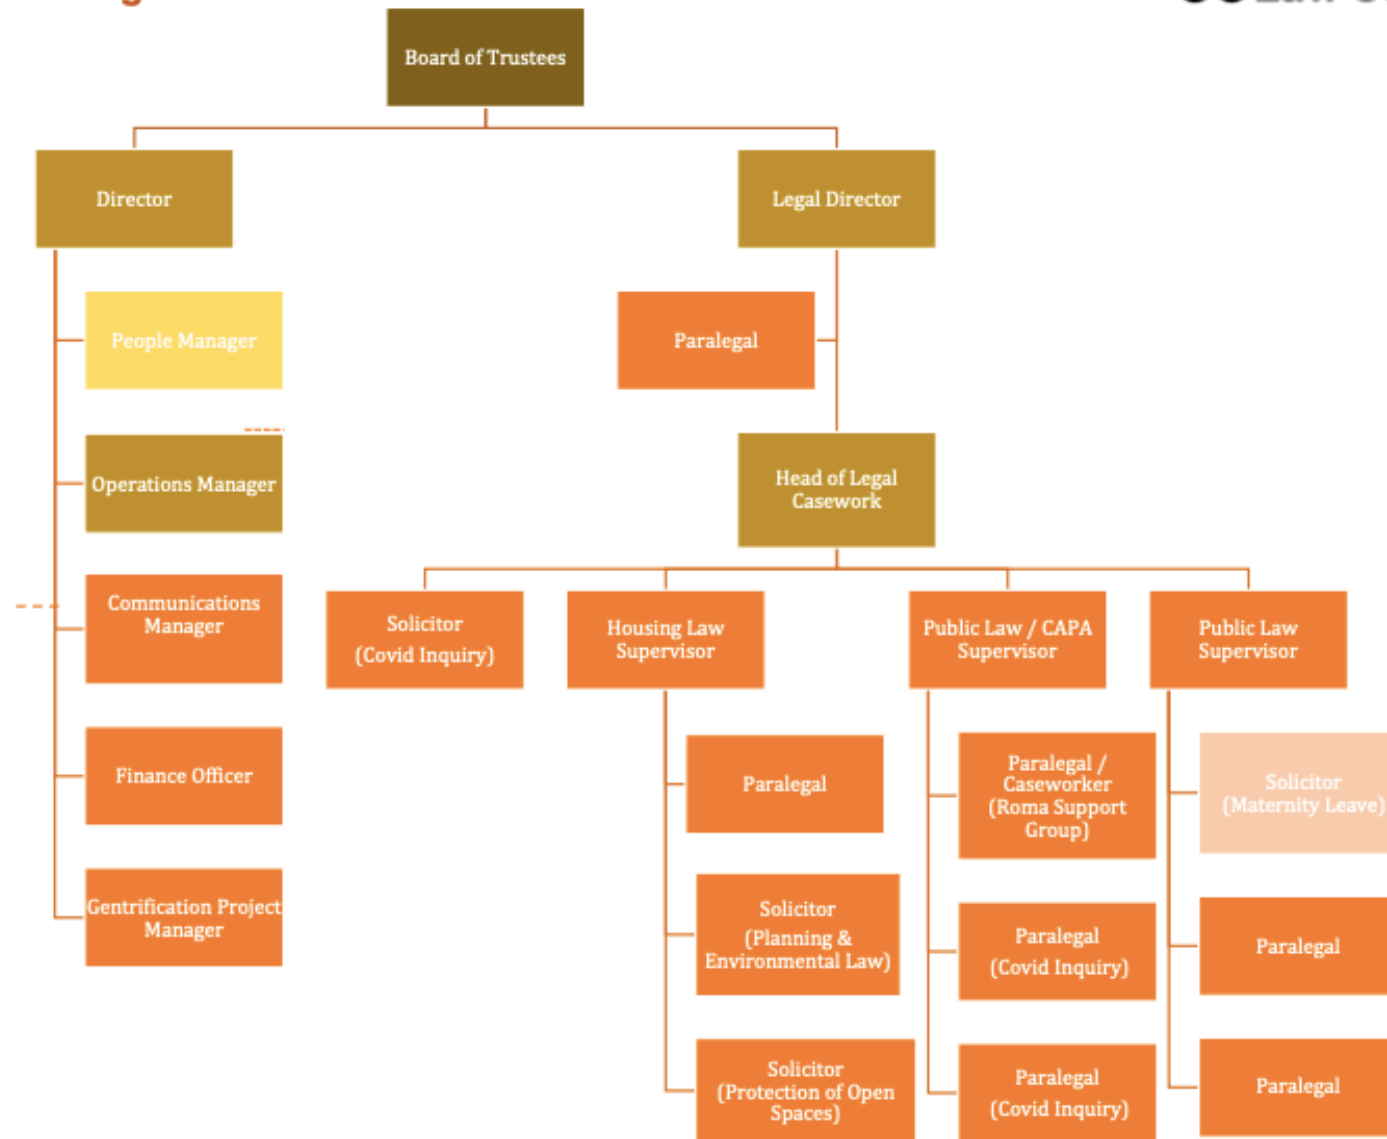 Board of Trustees
Director
Legal Director
People Manager
Paralegal
Operations Manager
Head of Legal
Casework
Communications
Manager
Solicitor
(Covid Inquiry)
Housing Law
Supervisor
Public Law / CAPA
Supervisor
Public Law
Supervisor
Finance Officer
Paralegal
Paralegal /
Caseworker
(Roma Support
Group)
Solicitor
(Maternity Leave)
Gentrification Project
Manager
Solicitor
(Planning &
Environmental Law)
Paralegal
(Covid Inquiry)
Paralegal
Solicitor
(Protection of Open
Spaces)
Paralegal
(Covid Inquiry)
Paralegal